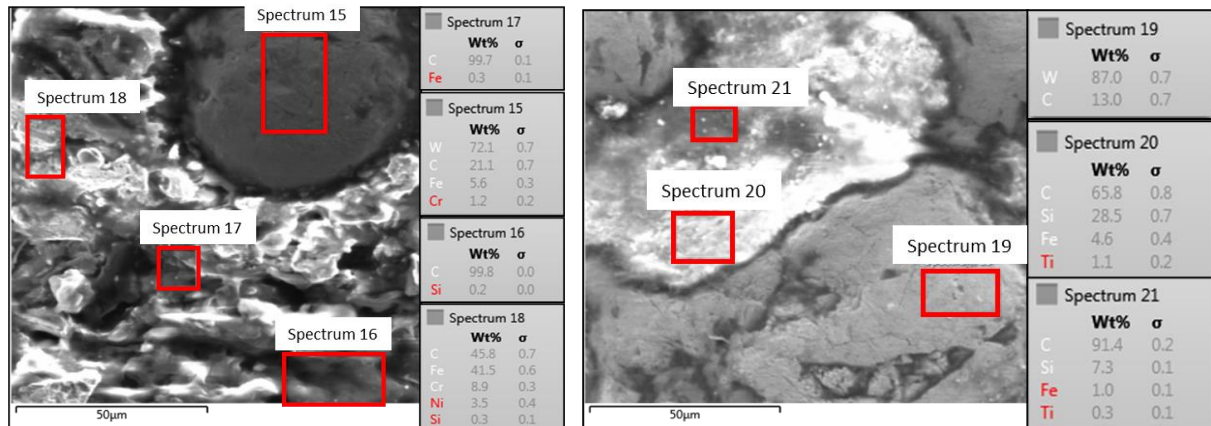 Spectrum 15
Spectrum 18
Spectrum 17
Spectrum 16
50μm
Spectrum 17
Wt% σ
C 99.7 0.1
Fe 0.3 0.1
Spectrum 15
Wt% σ
W 72.1 0.7
C 21.1 0.7
Fe 5.6 0.3
Cr 1.2 0.2
Spectrum 16
Wt% σ
C 99.8 0.0
Si 0.2 0.0
Spectrum 18
Wt% σ
C 45.8 0.7
Fe 41.5 0.6
Cr 8.9 0.3
Ni 3.5 0.4
Si 0.3 0.1
Spectrum 21
Spectrum 20
Spectrum 19
50μm
Spectrum 19
Wt% σ
W 87.0 0.7
C 13.0 0.7
Spectrum 20
Wt% σ
C 65.8 0.8
Si 28.5 0.7
Fe 4.6 0.4
Ti 1.1 0.2
Spectrum 21
Wt% σ
C 91.4 0.2
Si 7.3 0.1
Fe 1.0 0.1
Ti 0.3 0.1